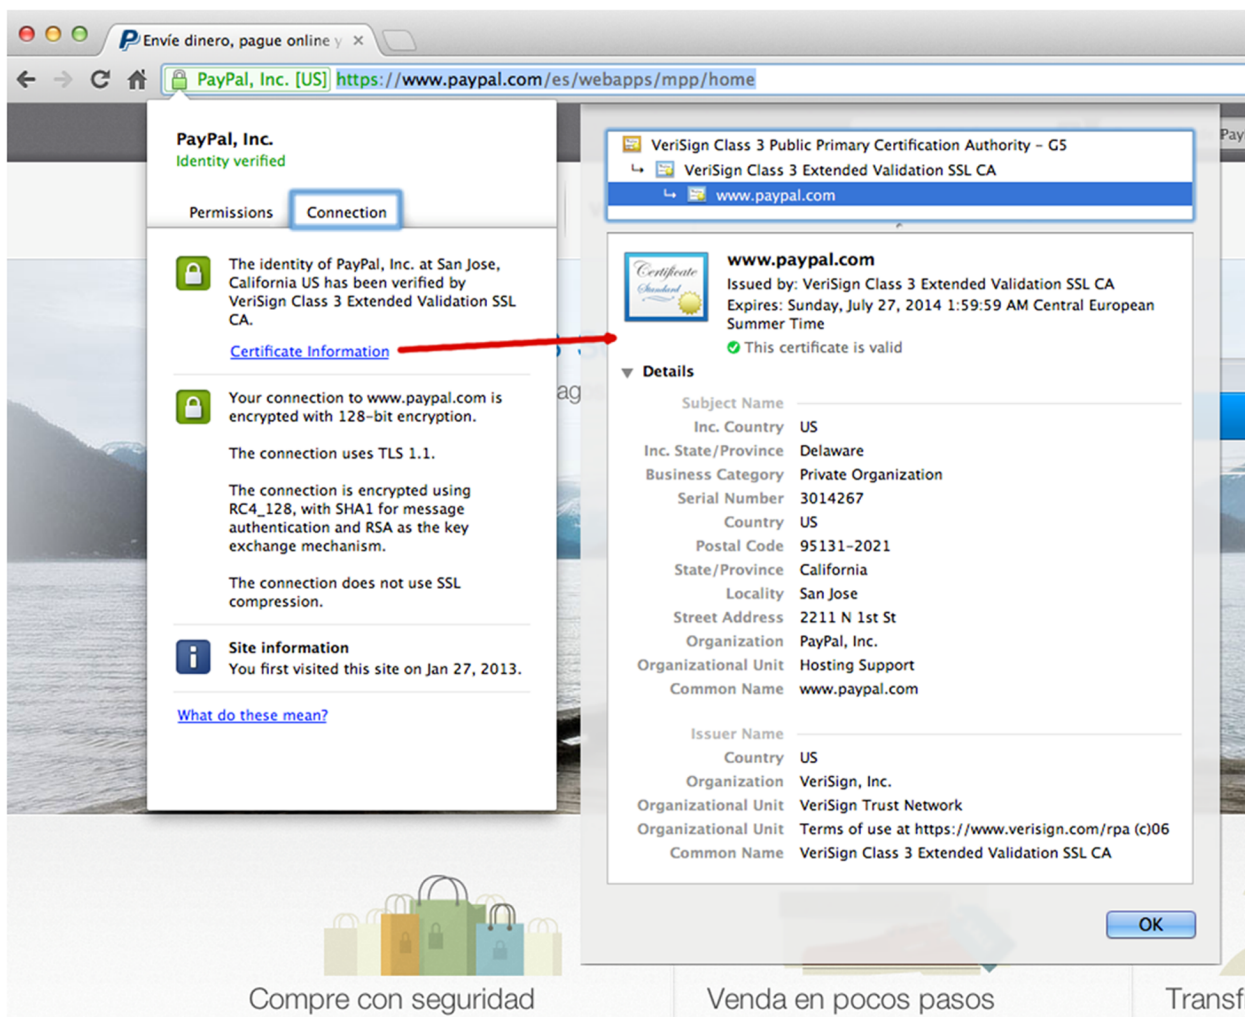 Envíe dinero, pague online y
PayPal, Inc. [US] https://www.paypal.com/es/webapps/mpp/home
PayPal, Inc.
Identity verified
Permissions
Connection
The identity of PayPal, Inc. at San Jose,
California US has been verified by
VeriSign Class 3 Extended Validation SSL
CA.
Certificate Information
Your connection to www.paypal.com is
encrypted with 128-bit encryption.
The connection uses TLS 1.1.
The connection is encrypted using
RC4_128, with SHA1 for message
authentication and RSA as the key
exchange mechanism.
The connection does not use SSL
compression.
Site information
You first visited this site on Jan 27, 2013.
What do these mean?
Pay
VeriSign Class 3 Public Primary Certification Authority - G5
VeriSign Class 3 Extended Validation SSL CA
www.paypal.com
Certificate
Standard
www.paypal.com
Issued by: VeriSign Class 3 Extended Validation SSL CA
Expires: Sunday, July 27, 2014 1:59:59 AM Central European
Summer Time
This certificate is valid
Details
Subject Name
Inc. Country US
Inc. State/Province Delaware
Business Category Private Organization
Serial Number 3014267
Country US
Postal Code 95131-2021
State/Province California
Locality San Jose
Street Address 2211 N 1st St
Organization PayPal, Inc.
Organizational Unit Hosting Support
Common Name www.paypal.com
Issuer Name
Country US
Organization VeriSign, Inc.
Organizational Unit VeriSign Trust Network
Organizational Unit Terms of use at https://www.verisign.com/rpa (c)06
Common Name VeriSign Class 3 Extended Validation SSL CA
OK
Compre con seguridad
Venda en pocos pasos
Transf